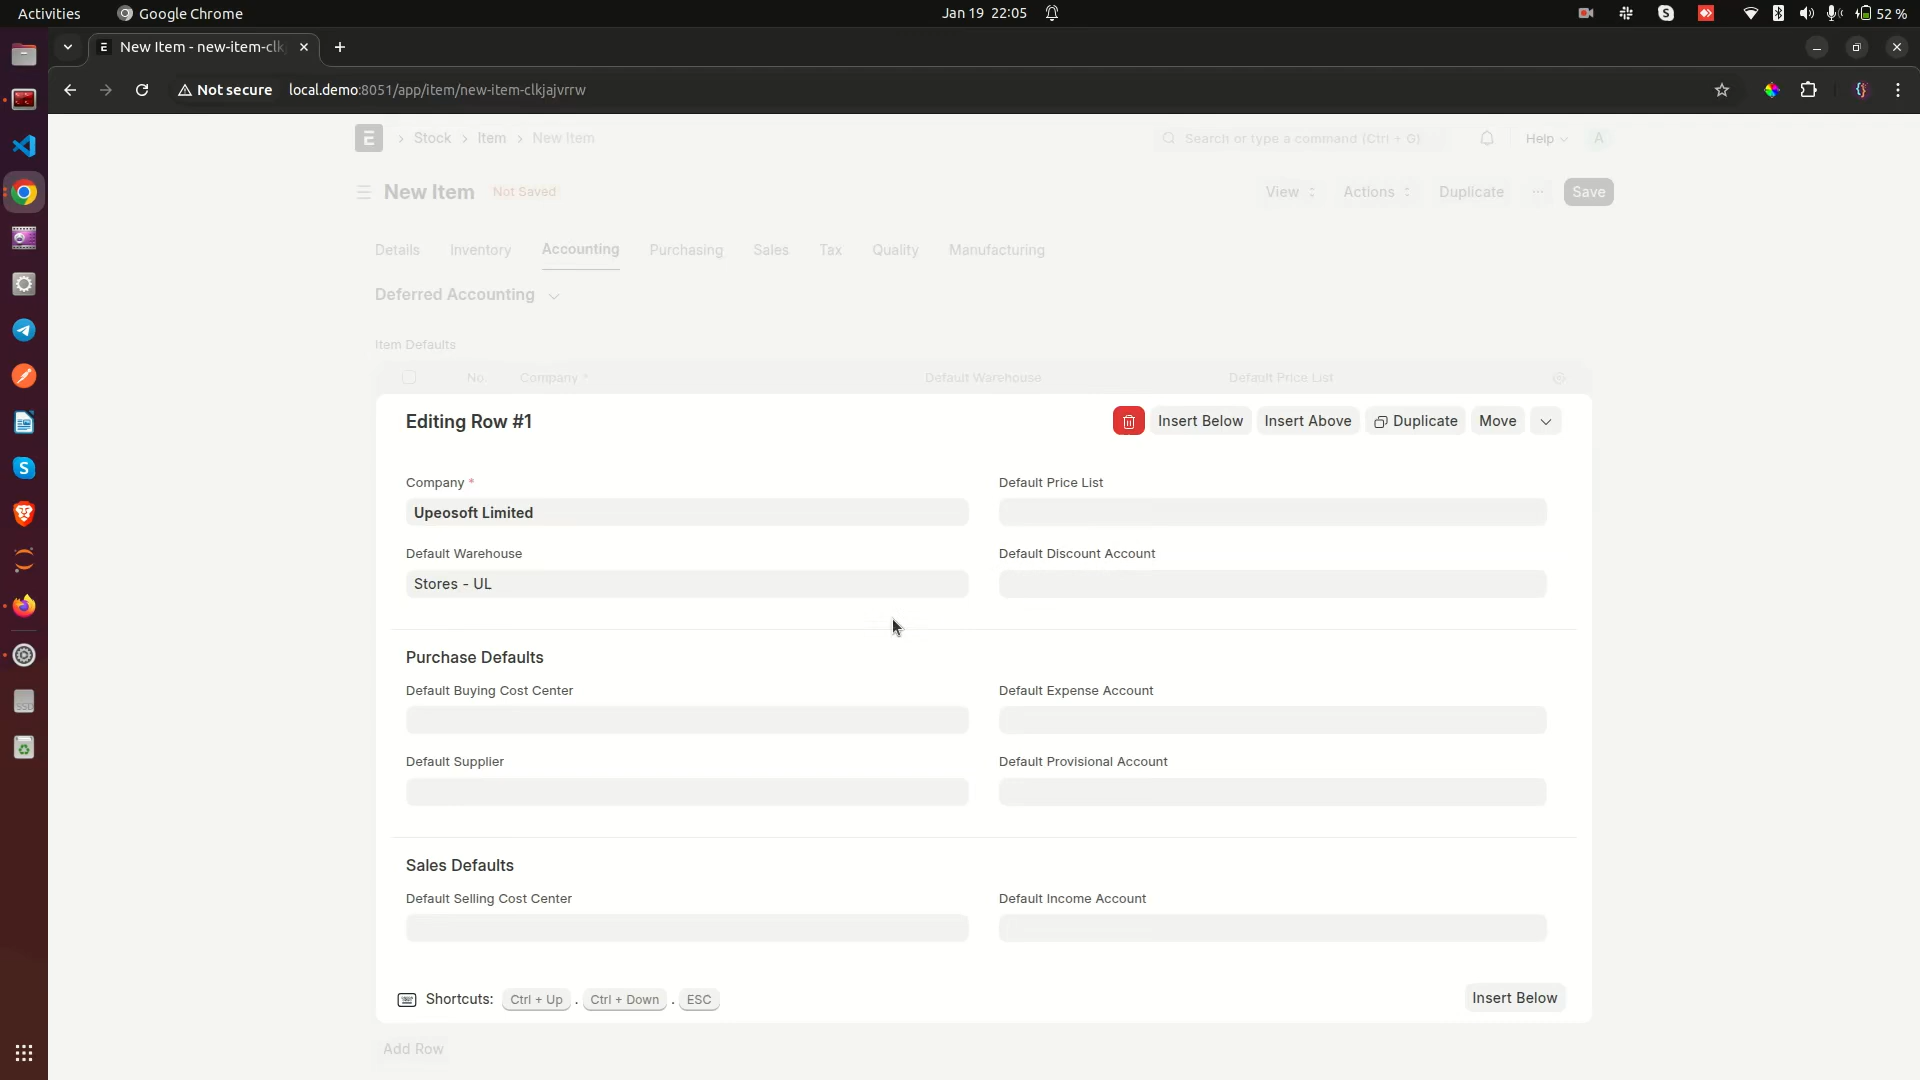 Activities Google Chrome Jan 19 22:05 52 %
New Item - new-item-clk
Not secure local.demo:8051/app/item/new-item-clkjajvrrw
E Stock Item New Item Search or type a command (Ctrl + G) Help A
New Item Not Saved View Actions Duplicate ... Save
Details Inventory Accounting Purchasing Sales Tax Quality Manufacturing
Deferred Accounting
Item Defaults
No. Company * Default Warehouse Default Price List
Editing Row #1 Insert Below Insert Above Duplicate Move
Company * Default Price List
Upeosoft Limited
Default Warehouse Default Discount Account
Stores - UL
Purchase Defaults
Default Buying Cost Center Default Expense Account
Default Supplier Default Provisional Account
Sales Defaults
Default Selling Cost Center Default Income Account
Shortcuts: Ctrl + Up . Ctrl + Down . ESC Insert Below
Add Row
SSD